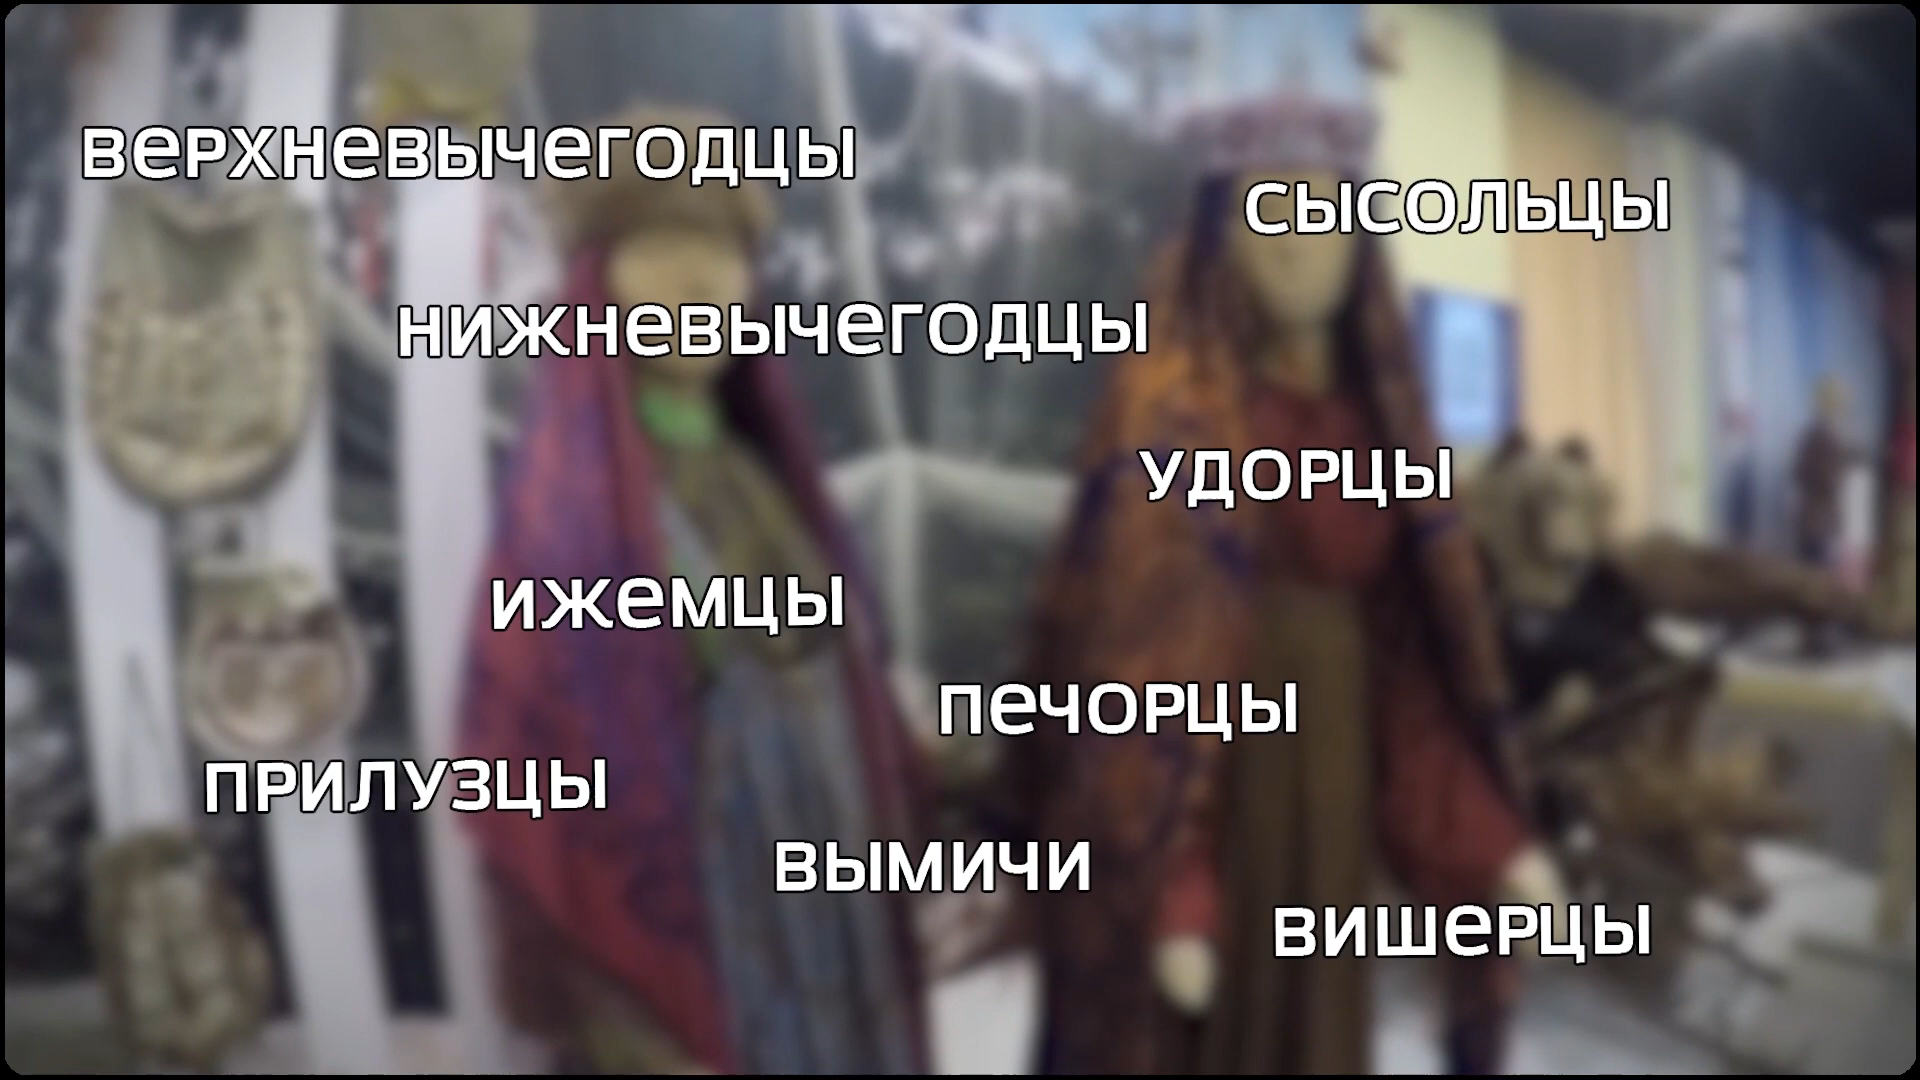 верхневычегодцы
сысольцы
нижневычегодцы
удорцы
ижемцы
печорцы
прилузцы
вымичи
вишерцы